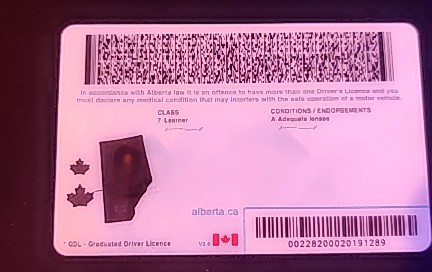 In accordance with Alberta law it is an offence to have more than one Driver's Licence and you
must declare any medical condition that may interfere with the safe operation of a motor vehicle.
CLASS
7 Learner
CONDITIONS / ENDORSEMENTS
A Adequate lenses
alberta.ca
* GDL - Graduated Driver Licence
00228200020191289